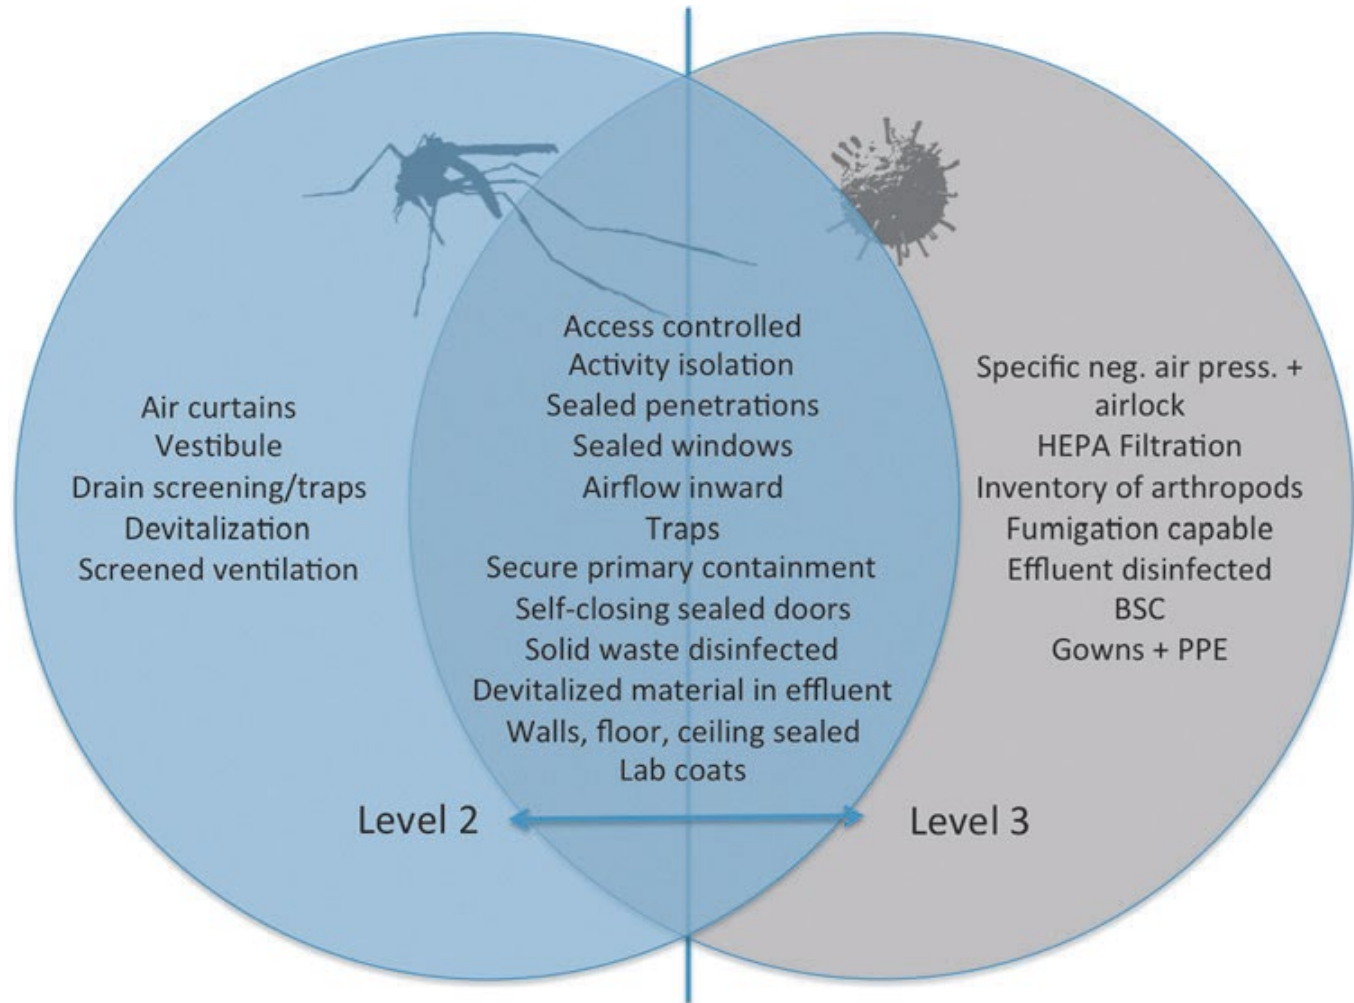 Air curtains
Vestibule
Drain screening/traps
Devitalization
Screened ventilation
Access controlled
Activity isolation
Sealed penetrations
Sealed windows
Airflow inward
Traps
Secure primary containment
Self-closing sealed doors
Solid waste disinfected
Devitalized material in effluent
Walls, floor, ceiling sealed
Lab coats
Specific neg. air press. +
airlock
HEPA Filtration
Inventory of arthropods
Fumigation capable
Effluent disinfected
BSC
Gowns + PPE
Level 2
Level 3